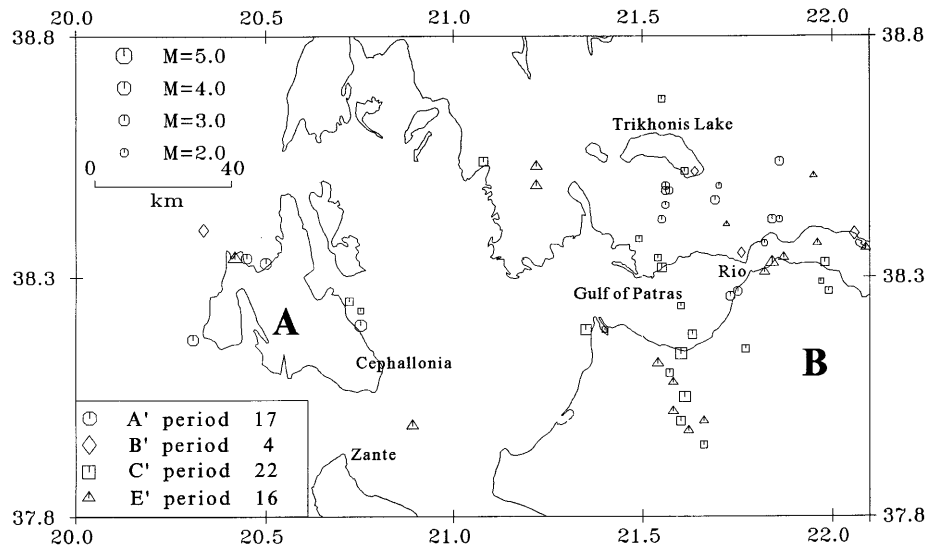 20.0 20.5 21.0 21.5 22.0
38.8 38.8
M=5.0
M=4.0
M=3.0
M=2.0
0 40
km
Trikhonis Lake
38.3 38.3
Rio
Gulf of Patras
A
Cephallonia
B
A' period 17
B' period 4
C' period 22
E' period 16
Zante
37.8 37.8
20.0 20.5 21.0 21.5 22.0